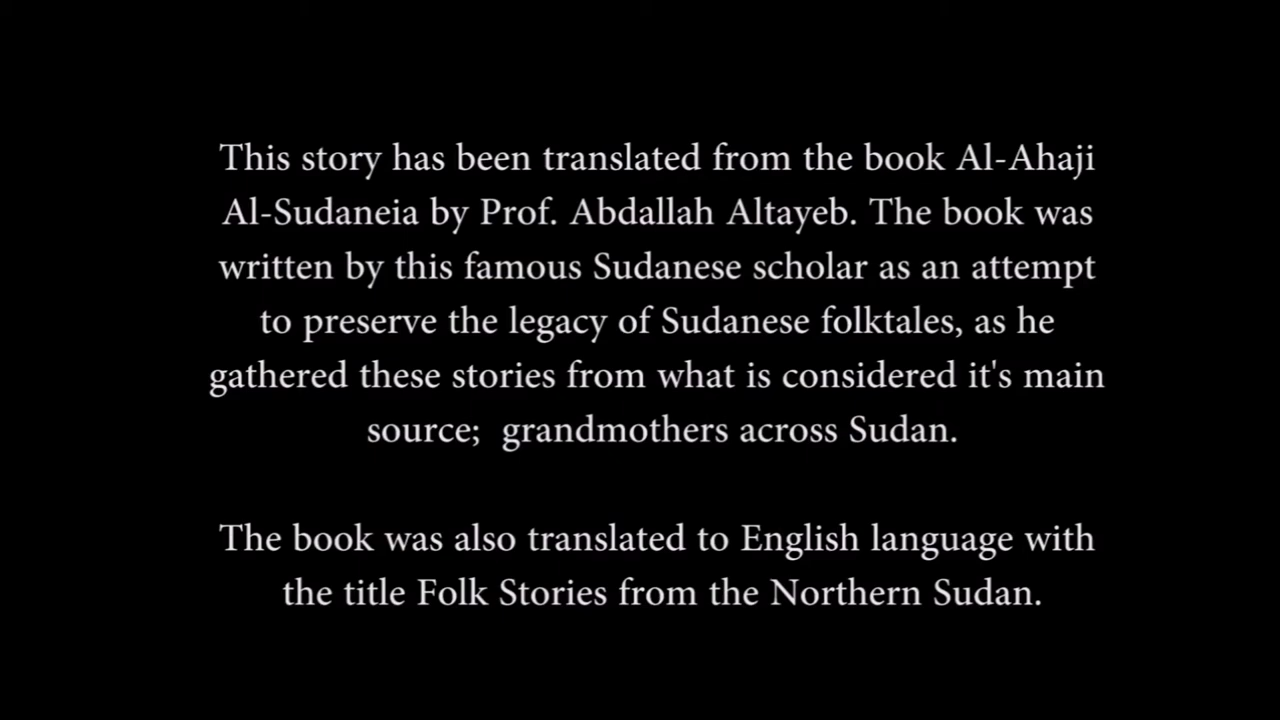 This story has been translated from the book Al-Ahaji
Al-Sudaneia by Prof. Abdallah Altayeb. The book was
written by this famous Sudanese scholar as an attempt
to preserve the legacy of Sudanese folktales, as he
gathered these stories from what is considered it's main
source;  grandmothers across Sudan.
The book was also translated to English language with
the title Folk Stories from the Northern Sudan.